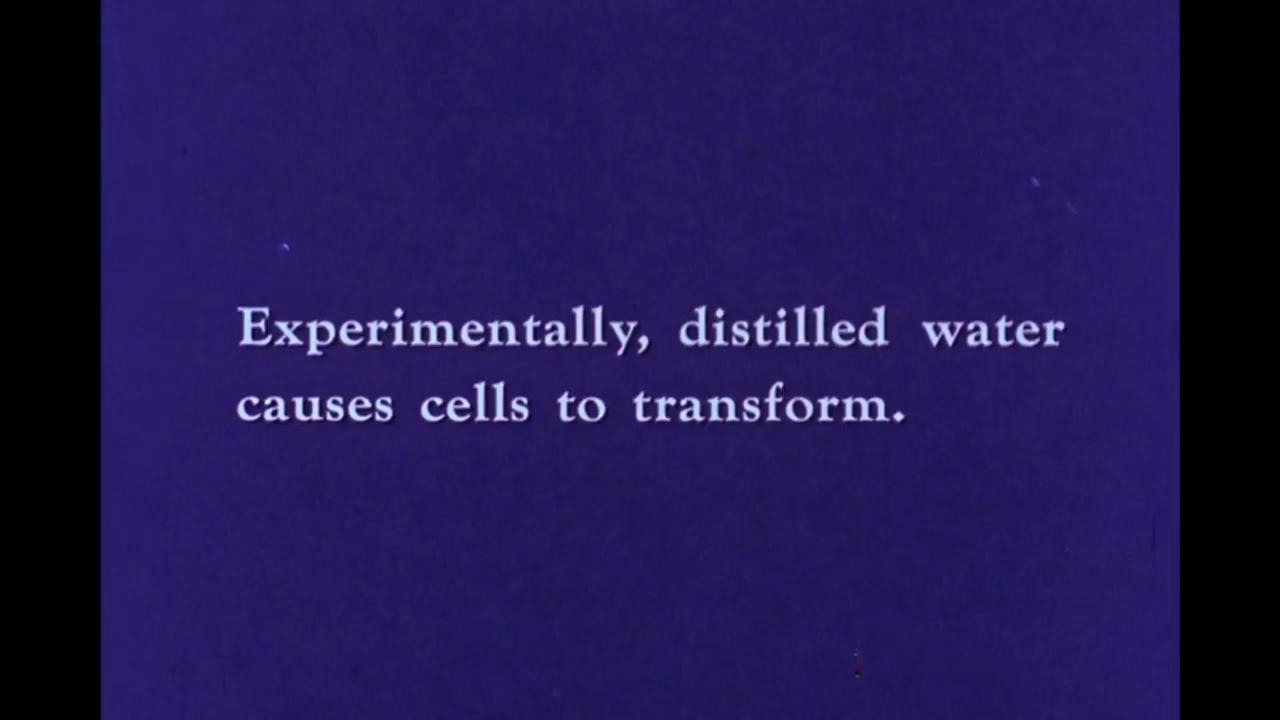 Experimentally, distilled water
causes cells to transform.